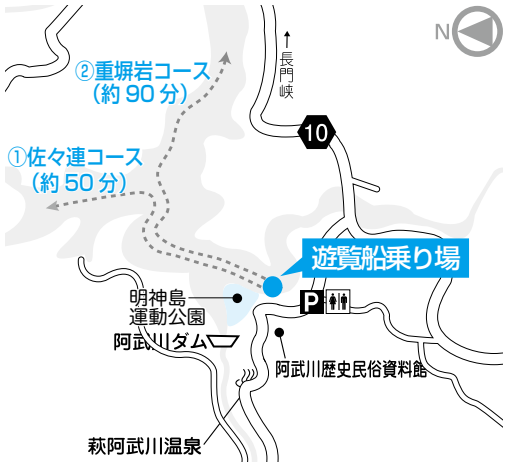 N
②重塀岩コース
（約90分）
長門峡
10
①佐々連コース
（約50分）
遊覧船乗り場
明神島
運動公園
P
阿武川ダム
阿武川歴史民俗資料館
萩阿武川温泉